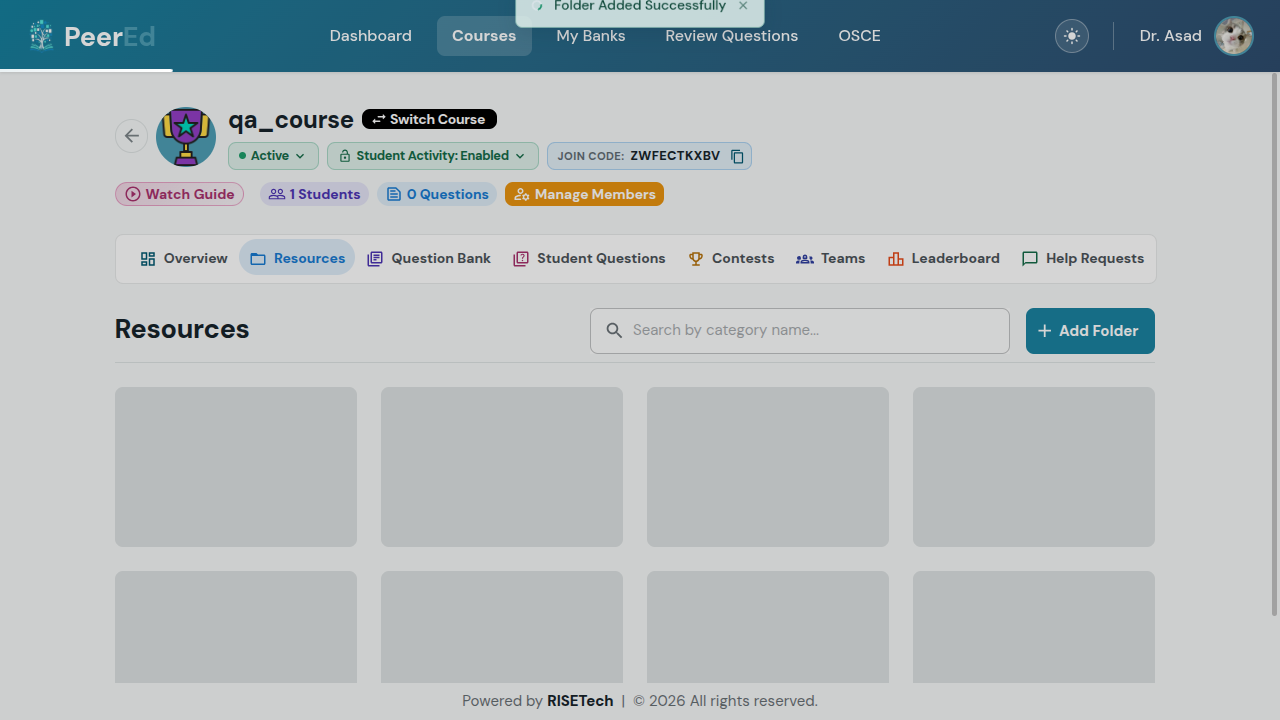 Folder Added Successfully
PeerEd
Dashboard
Courses
My Banks
Review Questions
OSCE
Dr. Asad
qa_course
Switch Course
Active
Student Activity: Enabled
JOIN CODE: ZWFECTKXBV
Watch Guide
1 Students
0 Questions
Manage Members
Overview
Resources
Question Bank
Student Questions
Contests
Teams
Leaderboard
Help Requests
Resources
Search by category name...
Add Folder
Powered by RISETech | © 2026 All rights reserved.